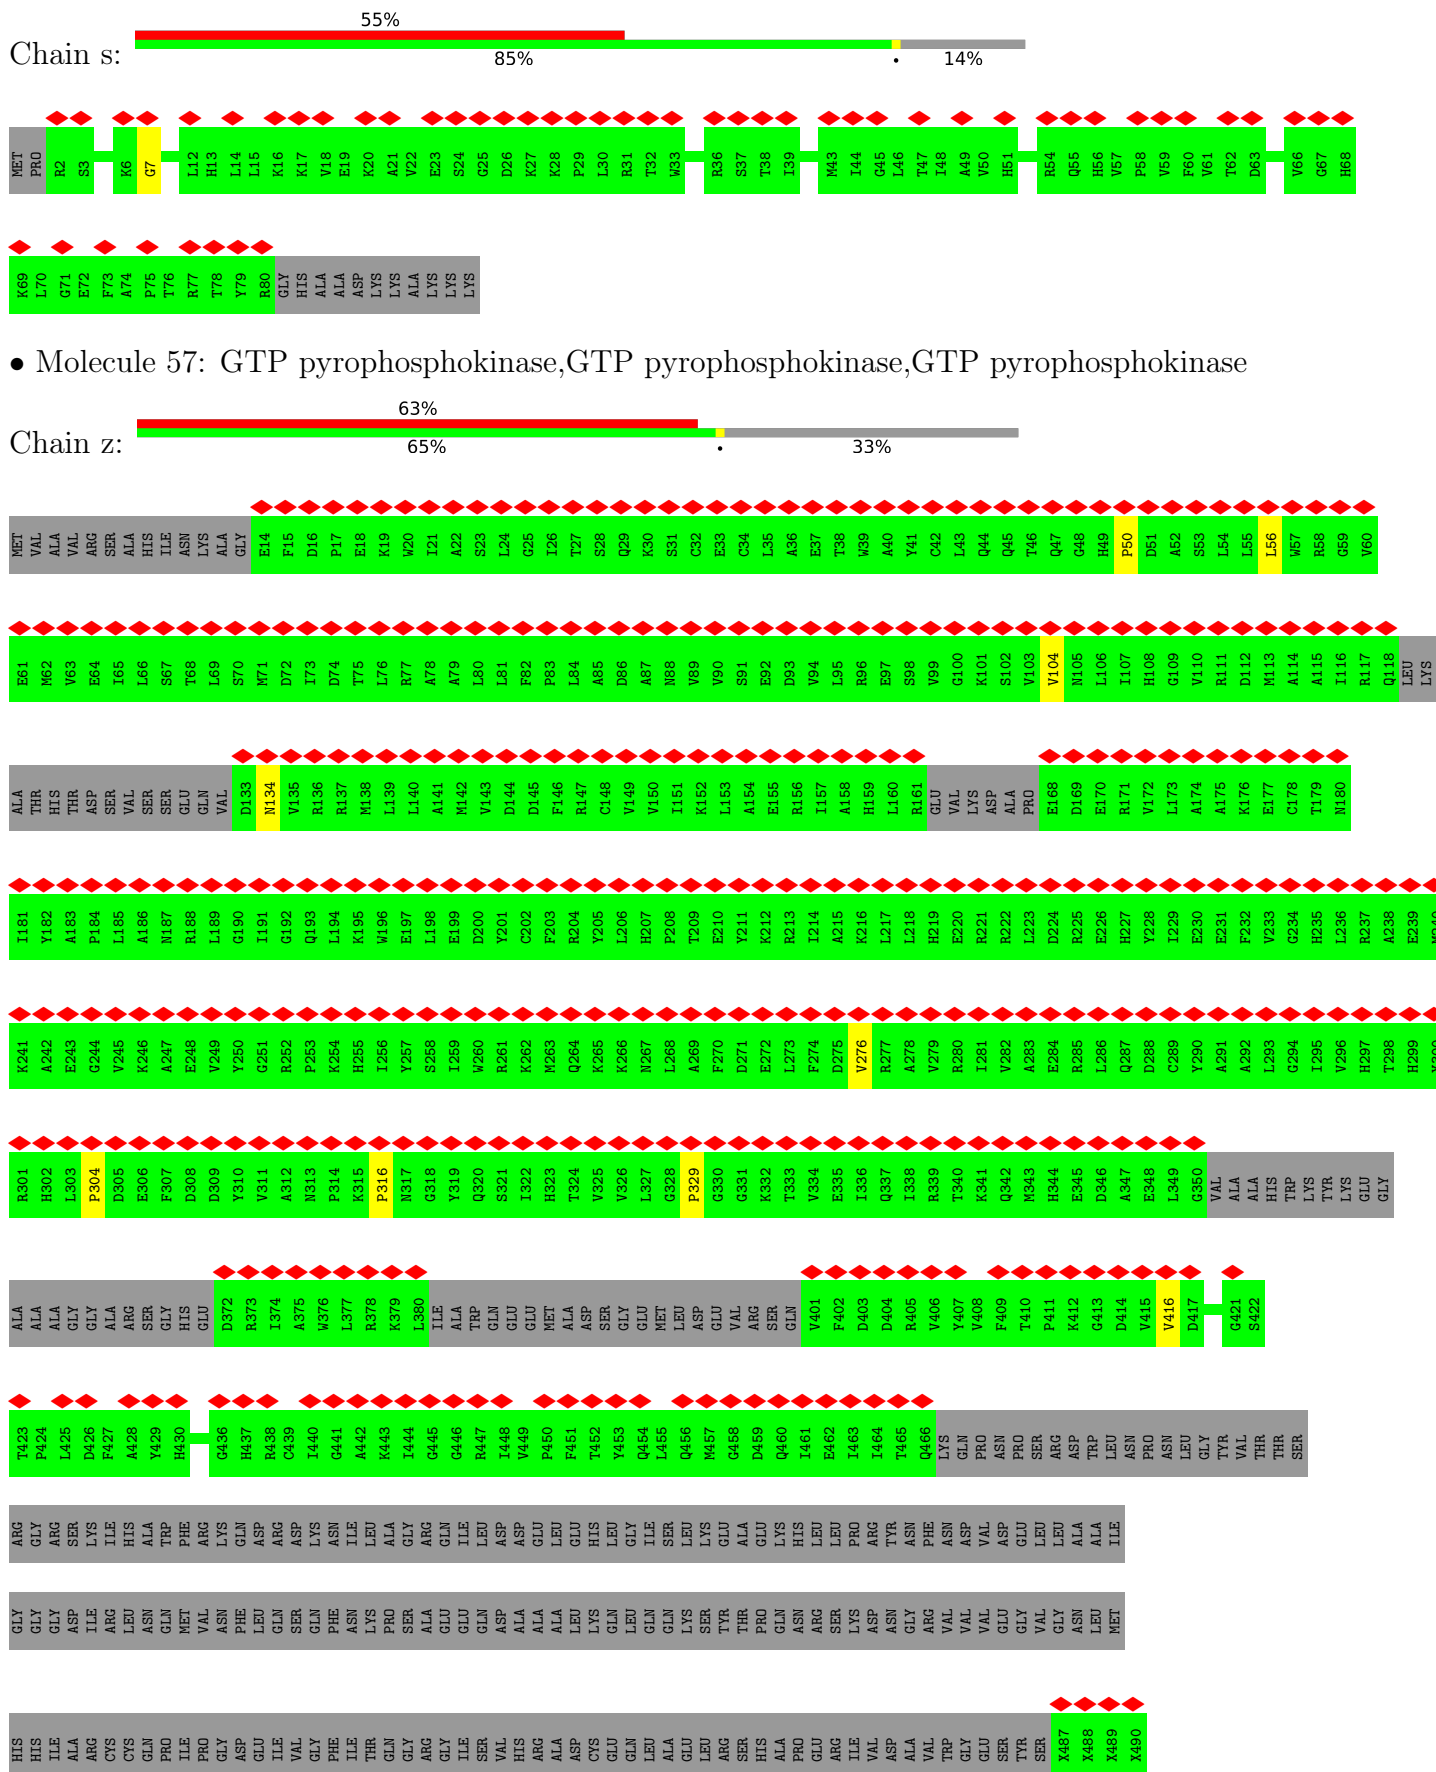 55%
Chain s:
85% • 14%
MET PRO R2 S3 K6 G7 L12 H13 L14 L15 K16 K17 V18 E19 K20 A21 V22 E23 S24 G25 D26 K27 K28 P29 L30 R31 T32 W33 R36 S37 T38 I39 M43 I44 G45 L46 T47 I48 A49 V50 H51 R54 Q55 H56 V57 P58 V59 F60 V61 T62 D63 V66 G67 H68
K69 L70 G71 E72 F73 A74 P75 T76 R77 T78 Y79 R80 GLY HIS ALA ALA ASP LYS LYS ALA LYS LYS LYS
• Molecule 57: GTP pyrophosphokinase,GTP pyrophosphokinase,GTP pyrophosphokinase
63%
Chain z:
65% • 33%
MET VAL ALA VAL ARG SER ALA HIS ILE ASN LYS ALA GLY E14 F15 D16 P17 E18 K19 W20 I21 A22 S23 L24 G25 I26 T27 S28 Q29 K30 S31 C32 E33 C34 L35 A36 E37 T38 W39 A40 Y41 C42 L43 Q44 Q45 T46 Q47 G48 H49 P50 D51 A52 S53 L54 L55 L56 W57 R58 G59 V60
E61 M62 V63 E64 I65 L66 S67 T68 L69 S70 M71 D72 I73 D74 T75 L76 R77 A78 A79 L80 L81 F82 P83 L84 A85 D86 A87 N88 V89 V90 S91 E92 D93 V94 L95 R96 E97 S98 V99 G100 K101 S102 V103 V104 N105 L106 I107 H108 G109 V110 R111 D112 M113 A114 A115 I116 R117 Q118 LEU LYS
ALA THR HIS THR ASP SER VAL SER SER GLU GLN VAL D133 N134 V135 R136 R137 M138 L139 L140 A141 M142 V143 D144 D145 F146 R147 C148 V149 V150 I151 K152 L153 A154 E155 R156 I157 A158 H159 L160 R161 GLU VAL LYS ASP ALA PRO E168 D169 E170 R171 V172 L173 A174 A175 K176 E177 C178 T179 N180
I181 Y182 A183 P184 L185 A186 N187 R188 L189 G190 I191 G192 Q193 L194 K195 W196 E197 L198 E199 D200 Y201 C202 F203 R204 Y205 L206 H207 P208 T209 E210 Y211 K212 R213 I214 A215 K216 L217 L218 H219 E220 R221 R222 L223 D224 R225 E226 H227 Y228 I229 E230 E231 F232 V233 G234 H235 L236 R237 A238 E239 M240
K241 A242 E243 G244 V245 K246 A247 E248 V249 Y250 G251 R252 P253 K254 H255 I256 Y257 S258 I259 W260 R261 K262 M263 Q264 K265 K266 N267 L268 A269 F270 D271 E272 L273 F274 D275 V276 R277 A278 V279 R280 I281 V282 A283 E284 R285 L286 Q287 D288 C289 Y290 A291 A292 L293 G294 I295 V296 H297 T298 H299 Y300
R301 H302 L303 P304 D305 E306 F307 D308 D309 Y310 V311 A312 N313 P314 K315 P316 N317 G318 Y319 Q320 S321 I322 H323 T324 V325 V326 L327 G328 P329 G330 G331 K332 T333 V334 E335 I336 Q337 I338 R339 T340 K341 Q342 M343 H344 E345 D346 A347 E348 L349 G350 VAL ALA ALA HIS TRP LYS TYR LYS GLU GLY
ALA ALA ALA GLY GLY ALA ARG SER GLY HIS GLU D372 R373 I374 A375 W376 L377 R378 K379 L380 ILE ALA TRP GLN GLU GLU MET ALA ASP SER GLY GLU MET LEU ASP GLU VAL ARG SER GLN V401 F402 D403 D404 R405 V406 Y407 V408 F409 T410 P411 K412 G413 D414 V415 V416 D417 G421 S422
T423 P424 L425 D426 F427 A428 Y429 H430 G436 H437 R438 C439 I440 G441 A442 K443 I444 G445 G446 R447 I448 V449 P450 F451 T452 Y453 Q454 L455 Q456 M457 G458 D459 Q460 I461 E462 I463 I464 T465 Q466 LYS GLN PRO ASN PRO SER ARG ASP TRP LEU ASN PRO ASN LEU GLY TYR VAL THR THR SER
ARG GLY ARG SER LYS ILE HIS ALA TRP PHE ARG LYS GLN ASP ARG ASP LYS ASN ILE LEU ALA GLY ARG GLN ILE LEU ASP ASP GLU LEU GLU HIS LEU GLY ILE SER LEU LYS GLU ALA GLU LYS HIS LEU LEU PRO ARG TYR ASN PHE ASN ASP VAL ASP GLU LEU LEU ALA ALA ILE
GLY GLY GLY ASP ILE ARG LEU ASN GLN MET VAL ASN PHE LEU GLN SER GLN PHE ASN LYS PRO SER ALA GLU GLU GLN ASP ALA ALA ALA LEU LYS GLN LEU GLN GLN LYS SER TYR THR PRO GLN ASN ARG SER LYS ASP ASN GLY ARG VAL VAL VAL GLU GLY VAL GLY ASN LEU MET
HIS HIS ILE ALA ARG CYS CYS GLN PRO ILE PRO GLY ASP GLU ILE VAL GLY PHE ILE THR GLN GLY ARG GLY ILE SER VAL HIS ARG ALA ASP CYS GLU GLN LEU ALA GLU LEU ARG SER HIS ALA PRO GLU ARG ILE VAL ASP ALA VAL TRP GLY GLU SER TYR SER X487 X488 X489 X490